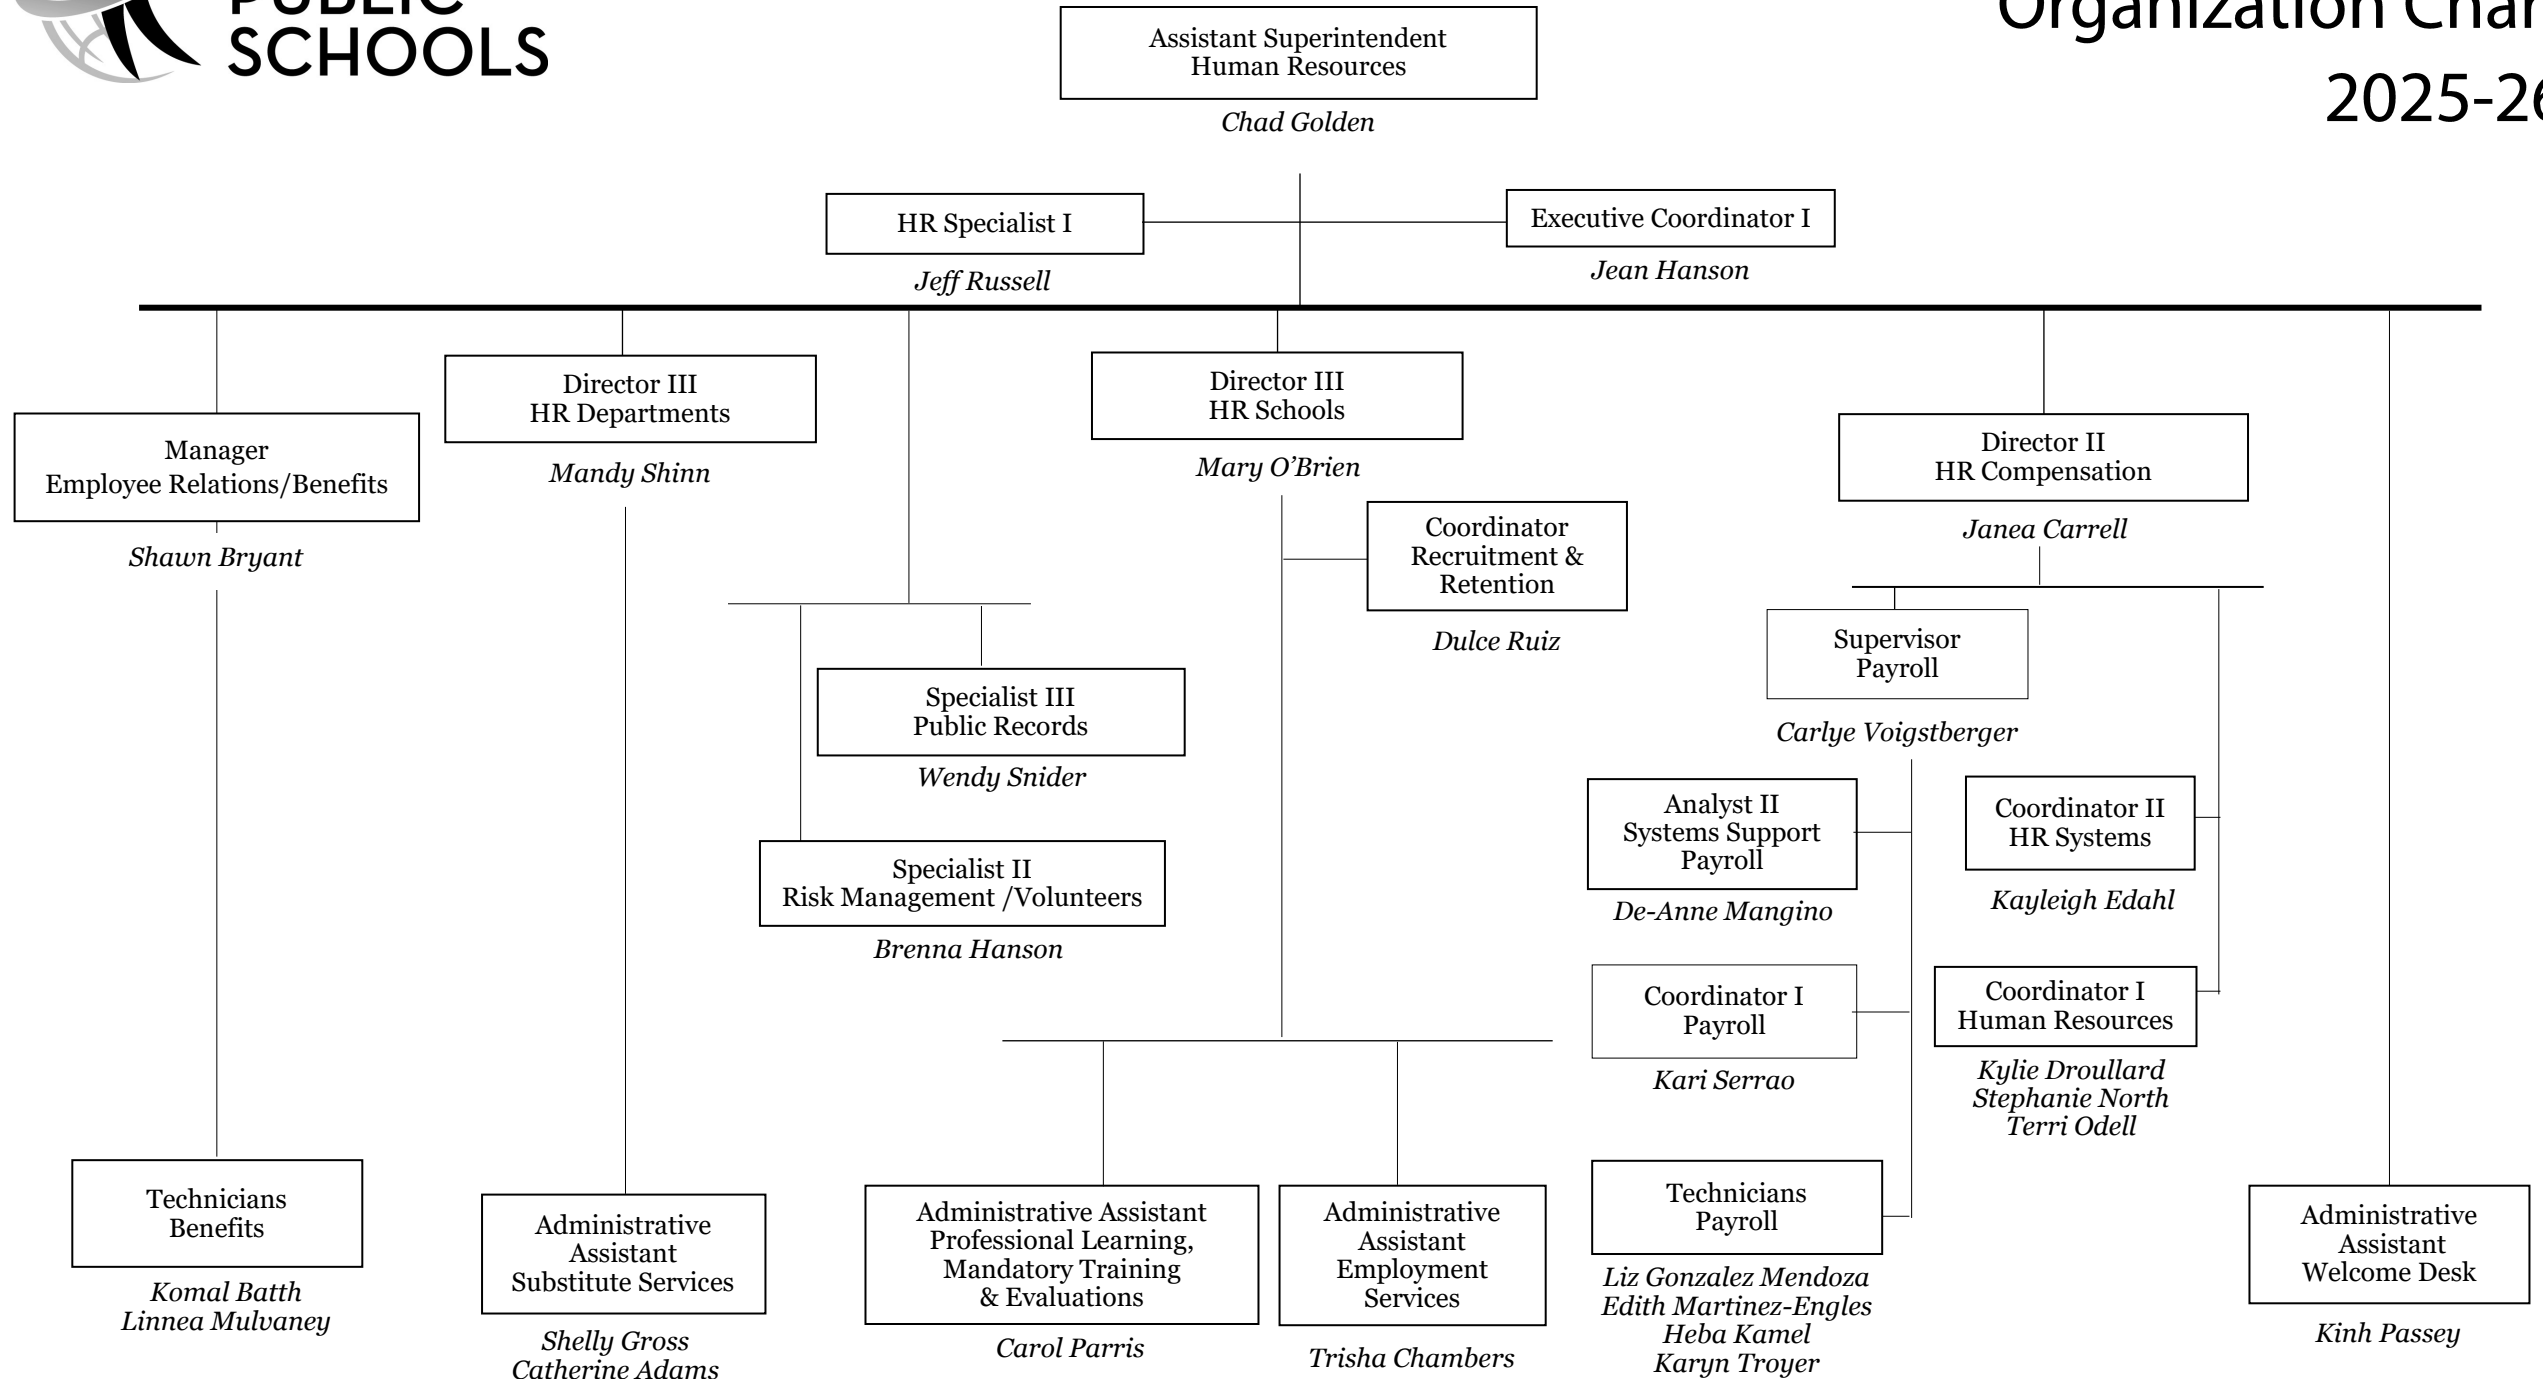 PUBLIC
SCHOOLS
Organization Char
2025-26
Assistant Superintendent
Human Resources
Chad Golden
HR Specialist I
Jeff Russell
Executive Coordinator I
Jean Hanson
Manager
Employee Relations/Benefits
Shawn Bryant
Director III
HR Departments
Mandy Shinn
Director III
HR Schools
Mary O’Brien
Director II
HR Compensation
Janea Carrell
Coordinator
Recruitment &
Retention
Dulce Ruiz
Supervisor
Payroll
Carlye Voigstberger
Specialist III
Public Records
Wendy Snider
Specialist II
Risk Management /Volunteers
Brenna Hanson
Analyst II
Systems Support
Payroll
De-Anne Mangino
Coordinator II
HR Systems
Kayleigh Edahl
Coordinator I
Payroll
Kari Serrao
Coordinator I
Human Resources
Kylie Droullard
Stephanie North
Terri Odell
Technicians
Benefits
Komal Batth
Linnea Mulvaney
Administrative
Assistant
Substitute Services
Shelly Gross
Catherine Adams
Administrative Assistant
Professional Learning,
Mandatory Training
& Evaluations
Carol Parris
Administrative
Assistant
Employment
Services
Trisha Chambers
Technicians
Payroll
Liz Gonzalez Mendoza
Edith Martinez-Engles
Heba Kamel
Karyn Troyer
Administrative
Assistant
Welcome Desk
Kinh Passey